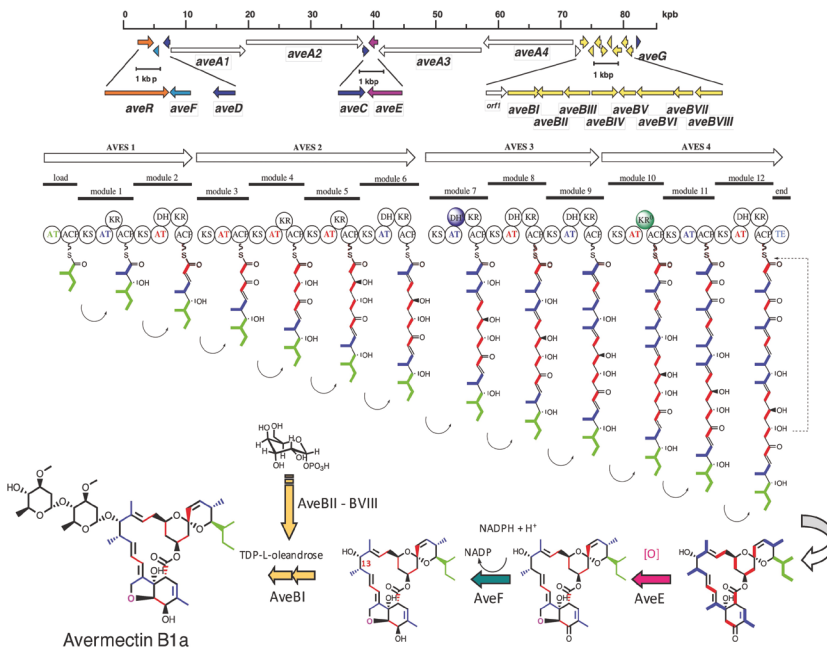 0 10 20 30 40 50 60 70 80 kpb
aveA1 aveA2 aveA3 aveA4 aveG
1 kbp 1 kbp 1 kbp
aveR aveF aveD aveC aveE orf1 aveBI aveBIII aveBV aveBVII
aveBII aveBIV aveBVI aveBVIII
AVES 1 AVES 2 AVES 3 AVES 4
load module 2 module 4 module 6 module 8 module 10 module 12 end
module 1 module 3 module 5 module 7 module 9 module 11
KR DH KR KR KR DH KR DH DH KR DH KR KR DH KR
AT ACP KS AT ACP KS AT ACP KS AT ACP KS AT ACP KS AT ACP KS AT ACP KS AT ACP KS AT ACP KS AT ACP KS AT ACP KS AT ACP KS AT ACP TE
S S S S S S S S S S S S S
O O O O O O O O O O O O O
OPO3H
AveBII - BVIII
TDP-L-oleandrose
AveBI
NADPH + H+
NADP
AveF
[O]
AveE
13
Avermectin B1a